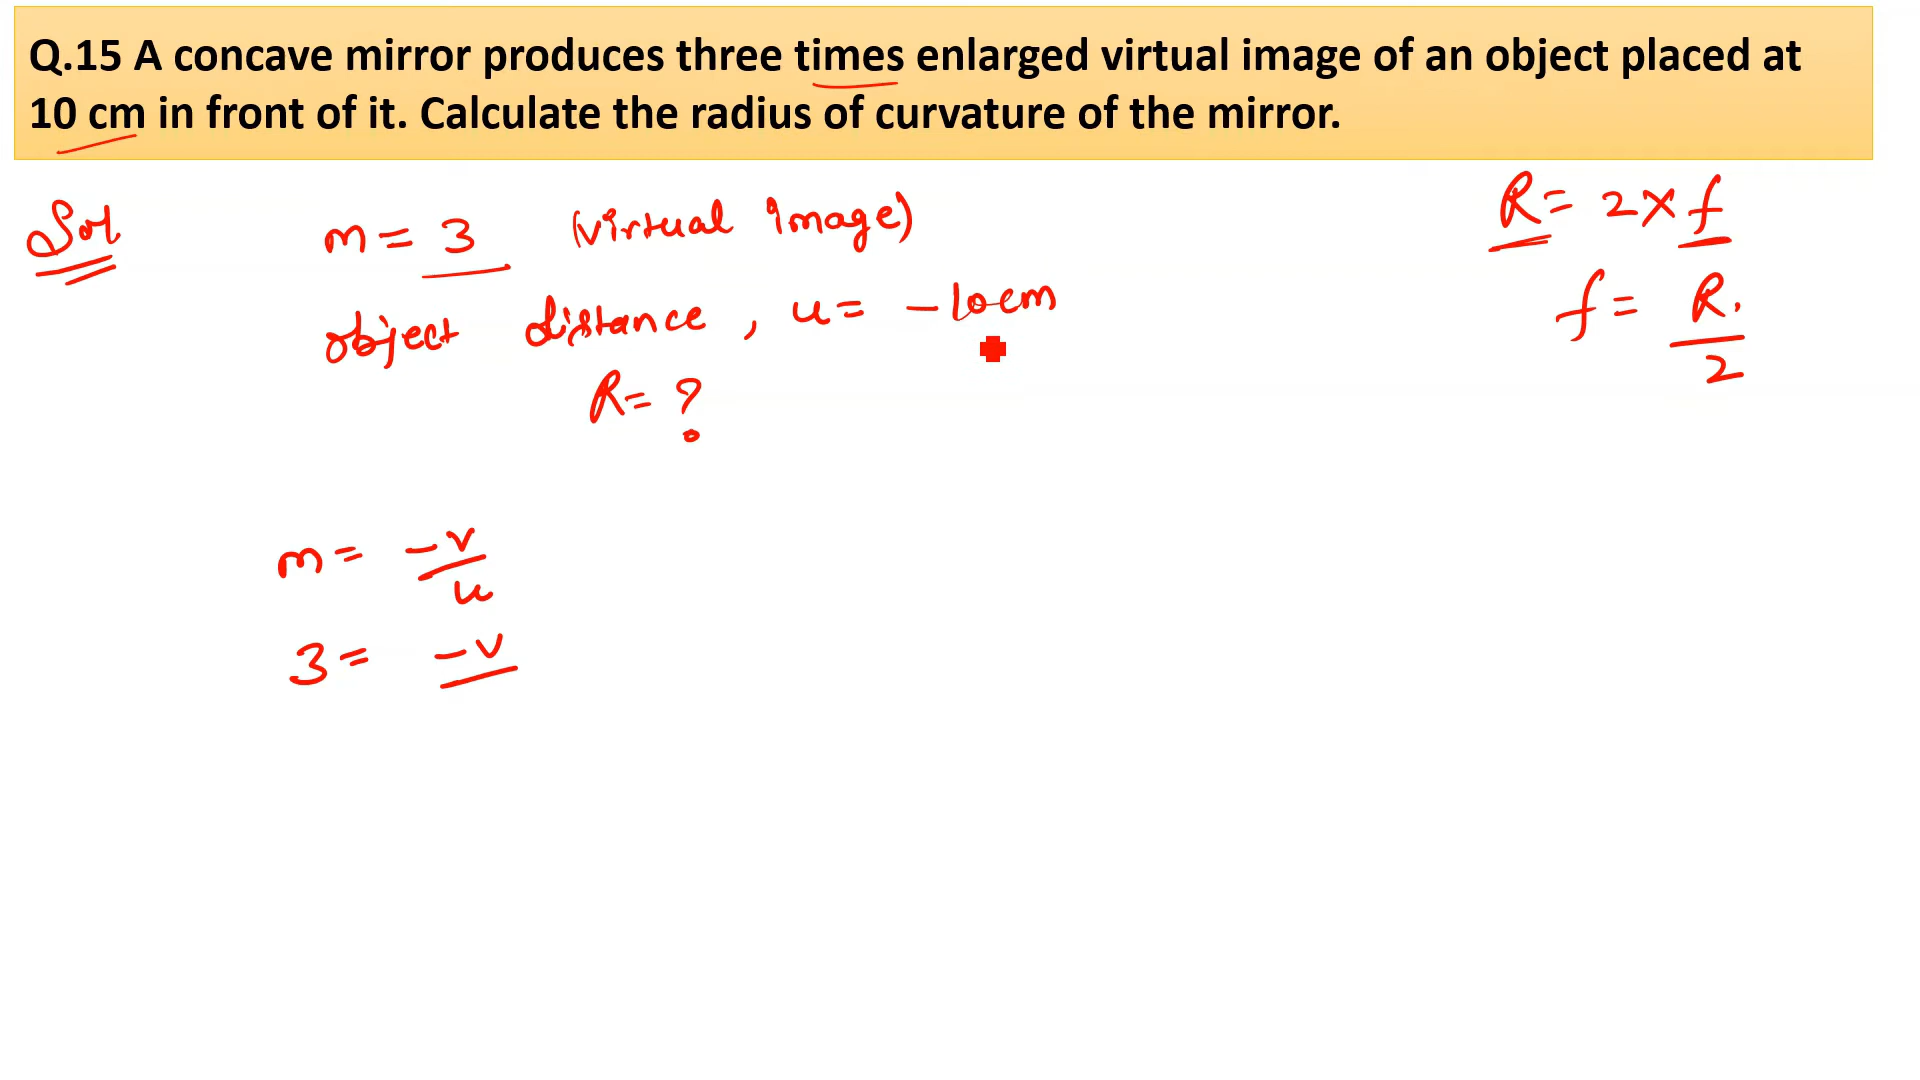 Q.15 A concave mirror produces three times enlarged virtual image of an object placed at
10 cm in front of it. Calculate the radius of curvature of the mirror.
Sol
m = 3 (virtual image)
object distance, u = -10cm
R = ?
R = 2 × f
f = R/2
m = -v/u
3 = -v